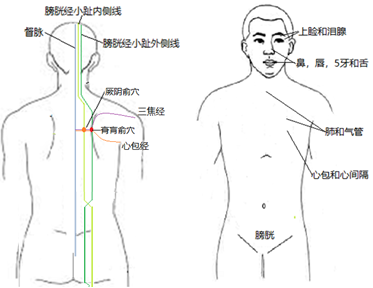 膀胱经小趾内侧线
督脉
膀胱经小趾外侧线
厥阴俞穴
三焦经
膏肓俞穴
心包经
上脸和泪腺
鼻，唇，5牙和舌
肺和气管
心包和心间隔
膀胱